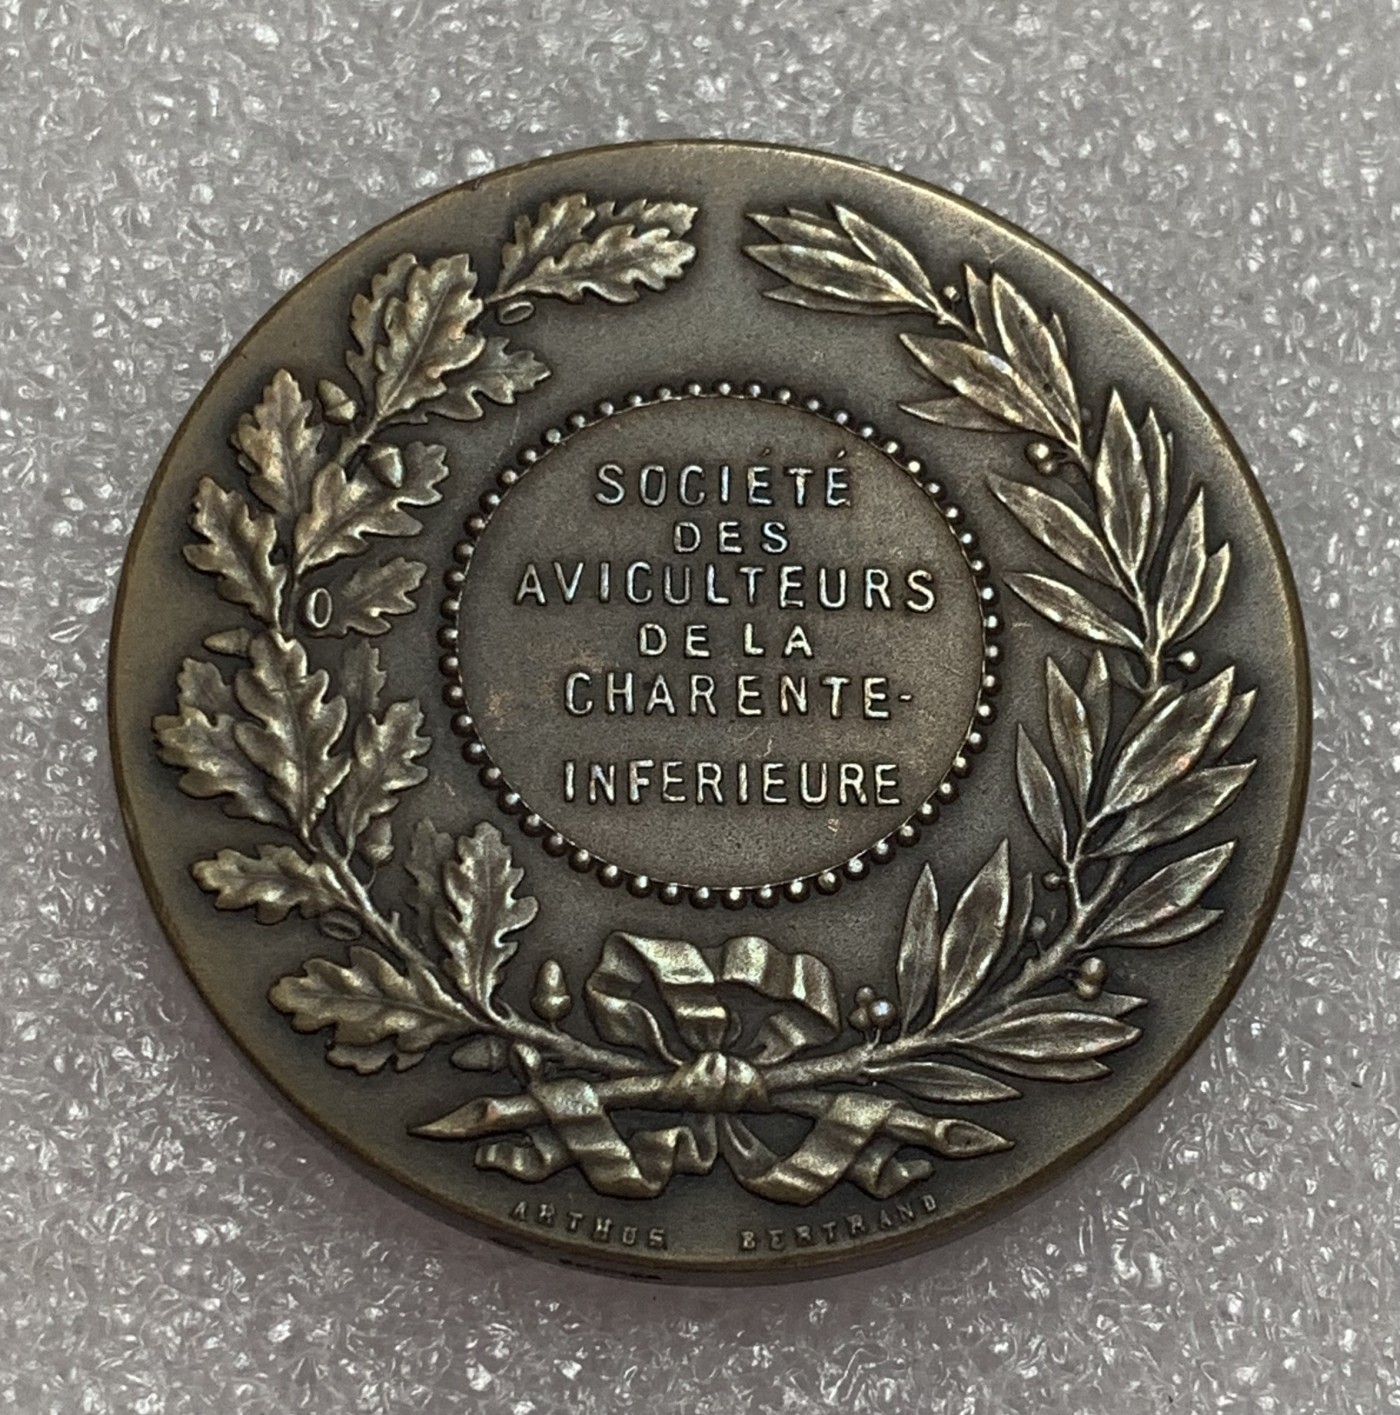 SOCIÉTÉ
DES
AVICULTEURS
DE LA
CHARENTE-
INFERIEURE
ARTHUS BERTRAND